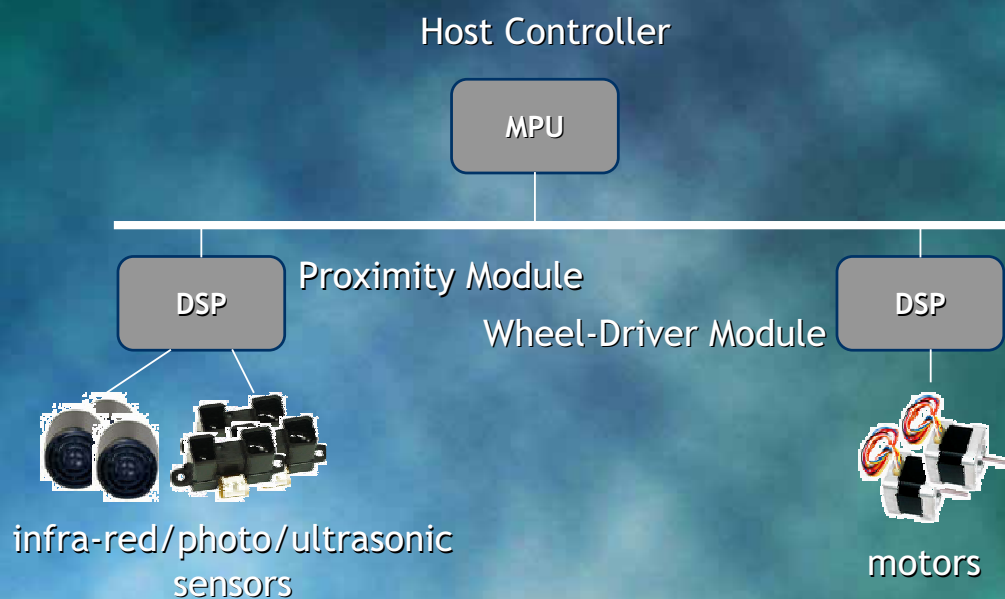 Host Controller
MPU
DSP
Proximity Module
Wheel-Driver Module
DSP
infra-red/photo/ultrasonic
sensors
motors